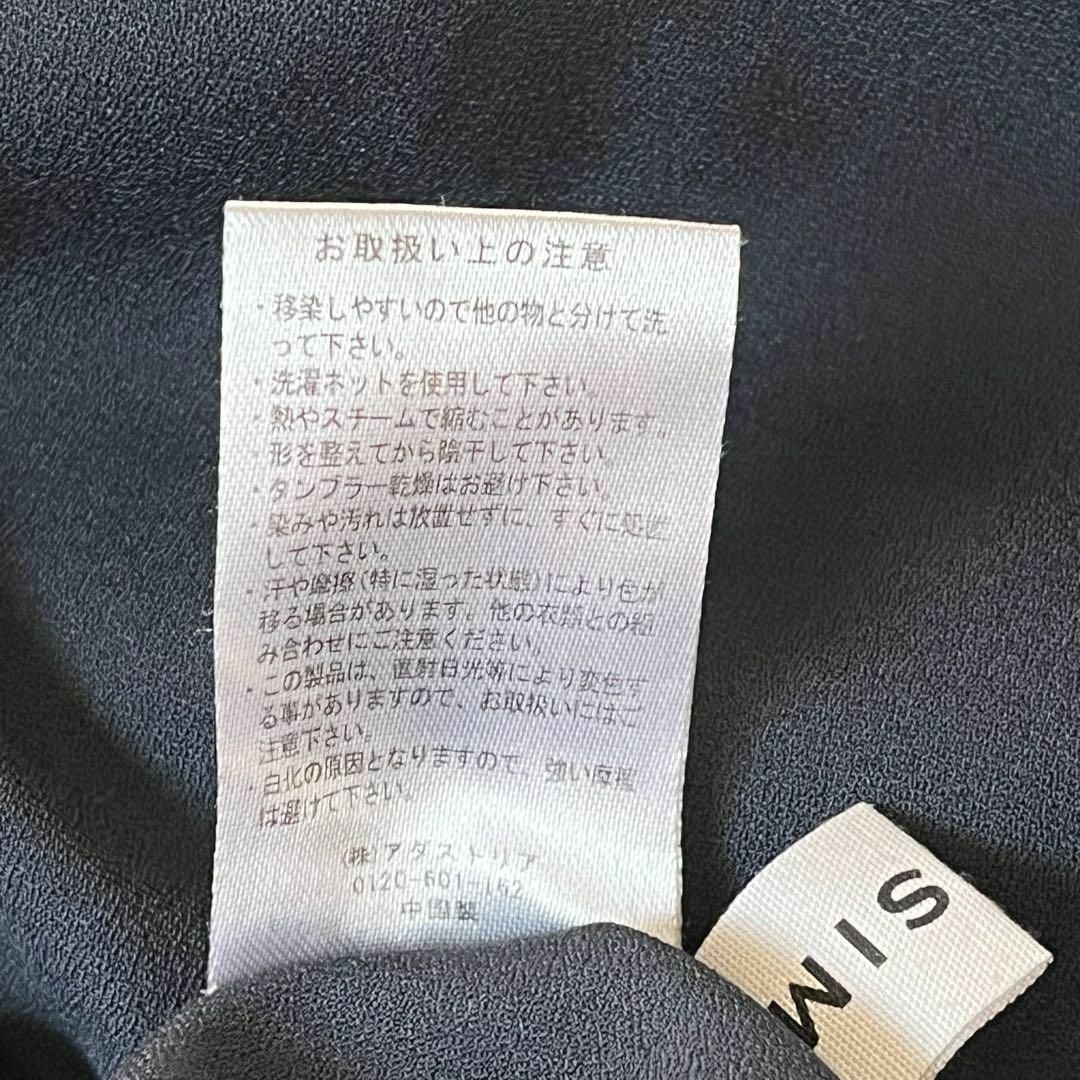 お取扱い上の注意
・移染しやすいので他の物と分けて洗
って下さい。
・洗濯ネットを使用して下さい。
・熱やスチームで縮むことがあります。
・形を整えてから陰干して下さい。
・タンブラー乾燥はお避け下さい。
・染みや汚れは放置せずに、すぐに処置
して下さい。
・汗や摩擦(特に湿った状態)により色が
移る場合があります。他の衣類との組
み合わせにご注意ください。
・この製品は、直射日光等により変色す
る事がありますので、お取扱いにはご
注意下さい。
・白化の原因となりますので、強い摩擦
は避けて下さい。
(株)アダストリア
0120-601-162
中国製
SIM